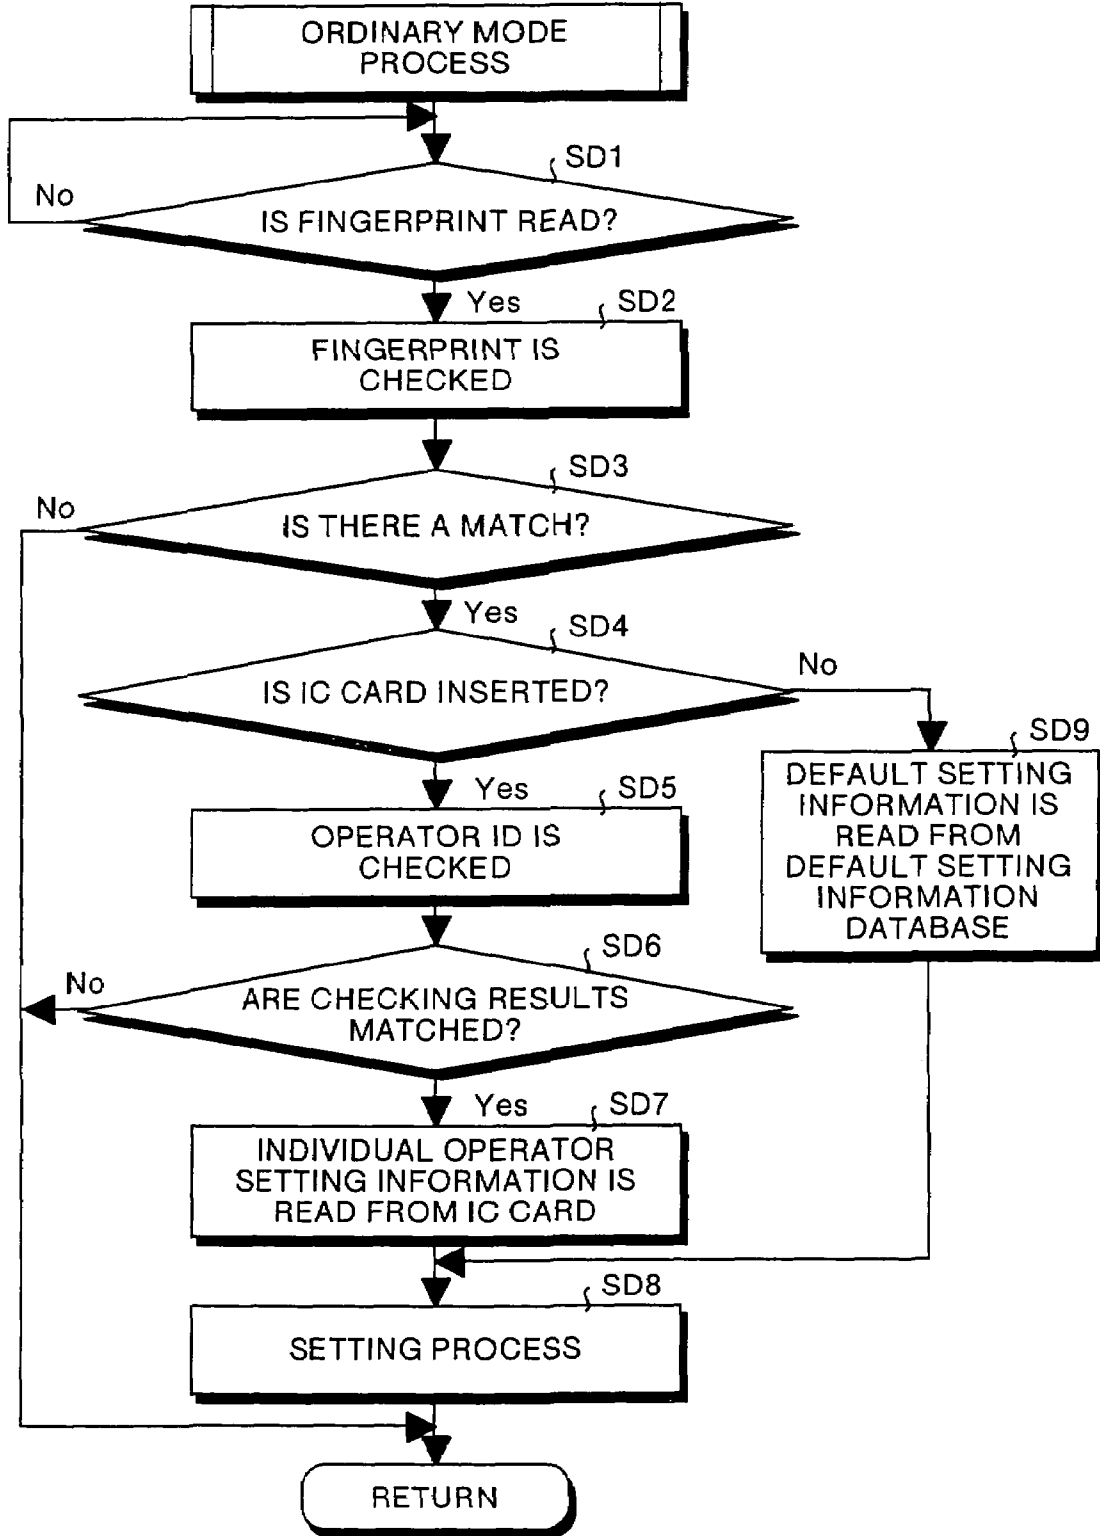 ORDINARY MODE
PROCESS
SD1
No
IS FINGERPRINT READ?
Yes
SD2
FINGERPRINT IS
CHECKED
SD3
No
IS THERE A MATCH?
Yes
SD4
No
IS IC CARD INSERTED?
SD9
DEFAULT SETTING
INFORMATION IS
READ FROM
DEFAULT SETTING
INFORMATION
DATABASE
Yes
SD5
OPERATOR ID IS
CHECKED
SD6
No
ARE CHECKING RESULTS
MATCHED?
Yes
SD7
INDIVIDUAL OPERATOR
SETTING INFORMATION IS
READ FROM IC CARD
SD8
SETTING PROCESS
RETURN